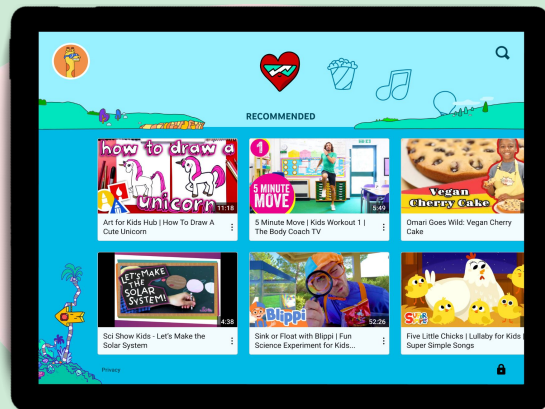 RECOMMENDED
how to draw a
unicorn
11:18
Art for Kids Hub | How To Draw A
Cute Unicorn
1
5 MINUTE
MOVE
5:49
5 Minute Move | Kids Workout 1 |
The Body Coach TV
Vegan
Cherry Cake
Omari Goes Wild: Vegan Cherry
Cake
LET'S MAKE
THE
SOLAR
SYSTEM!
4:38
Sci Show Kids - Let's Make the
Solar System
Blippi
52:26
Sink or Float with Blippi | Fun
Science Experiment for Kids...
Super
Five Little Chicks | Lullaby for Kids |
Super Simple Songs
Privacy